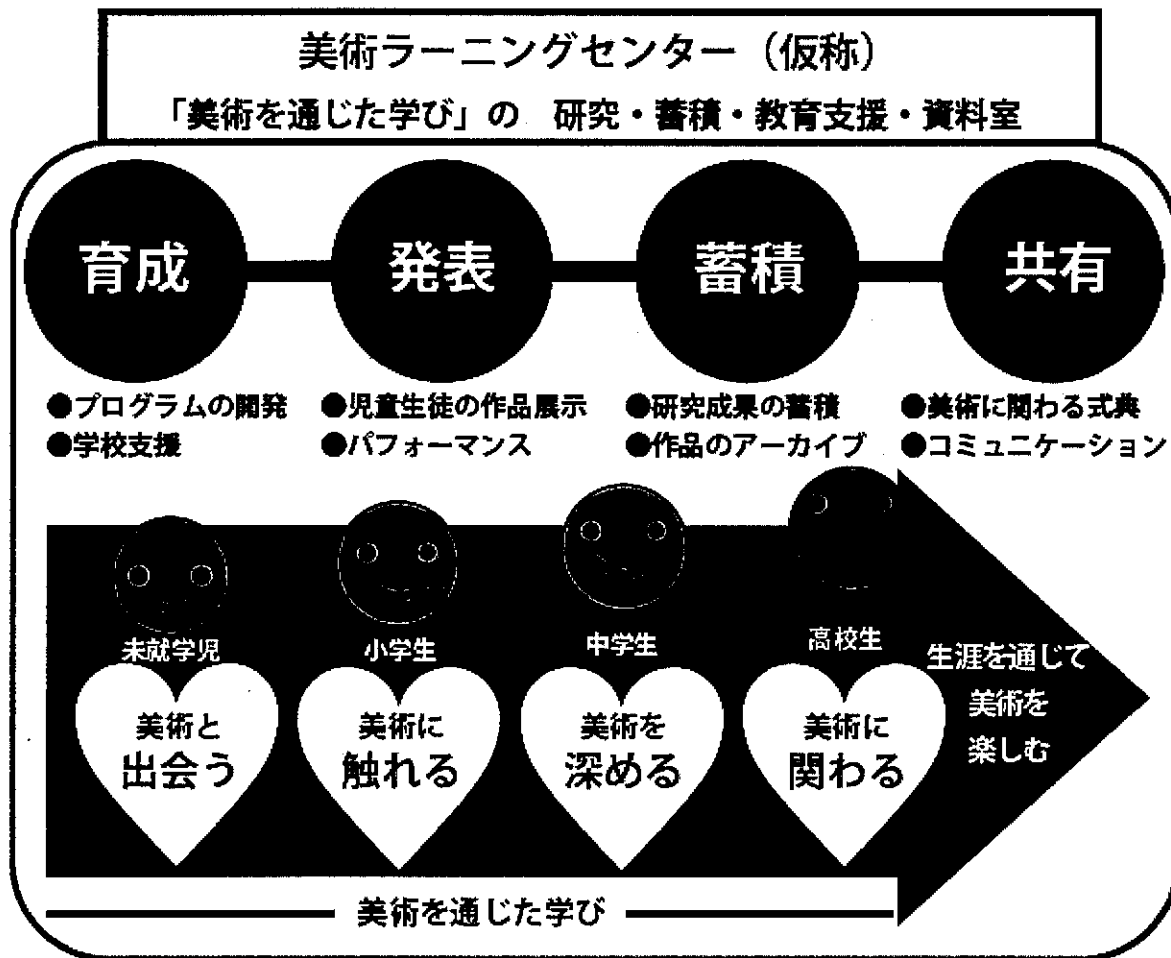 美術ラーニングセンター（仮称）
「美術を通じた学び」の　研究・蓄積・教育支援・資料室
育成
発表
蓄積
共有
●プログラムの開発
●学校支援
●児童生徒の作品展示
●パフォーマンス
●研究成果の蓄積
●作品のアーカイブ
●美術に関わる式典
●コミュニケーション
未就学児
小学生
中学生
高校生
美術と
出会う
美術に
触れる
美術を
深める
美術に
関わる
生涯を通じて
美術を
楽しむ
美術を通じた学び